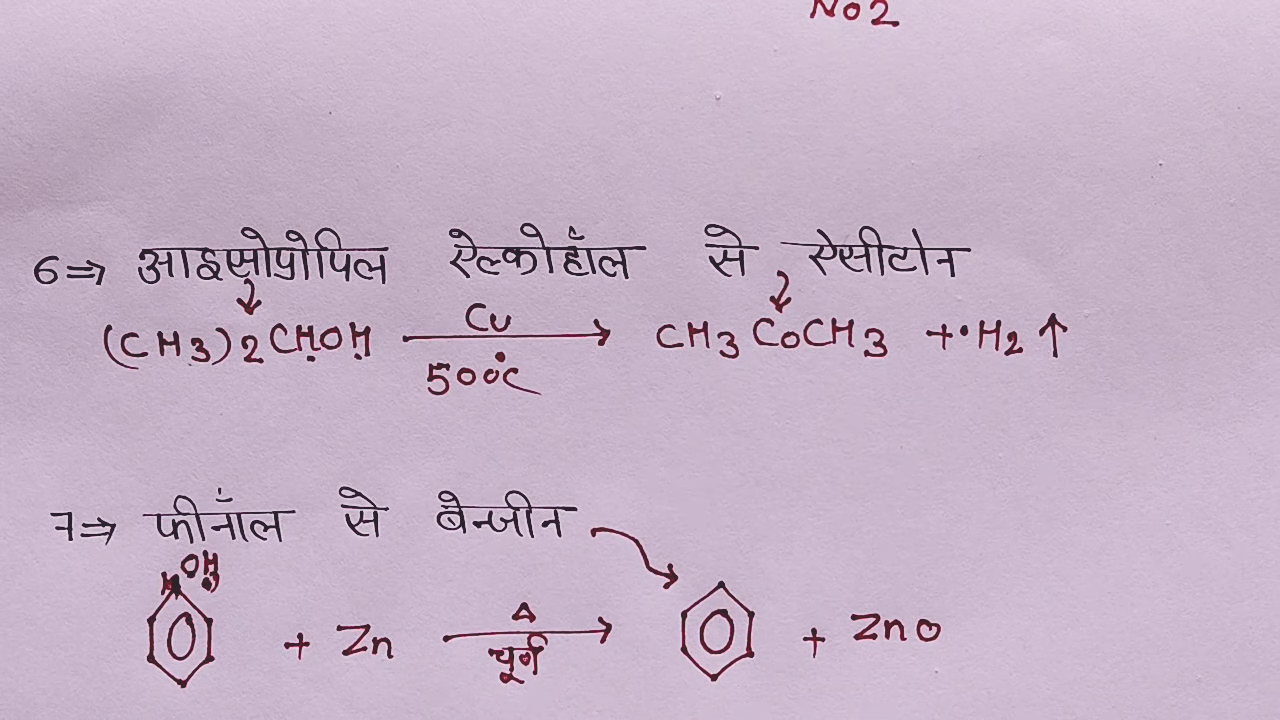 NO2
6⇒ आइसोप्रोपिल ऐल्कोहॉल से ऐसीटोन
(CH3)2CHOH Cu 500°C → CH3COCH3 + H2 ↑
7⇒ फीनॉल से बेन्जीन
OH
+ Zn Δ चूर्ण → + ZnO